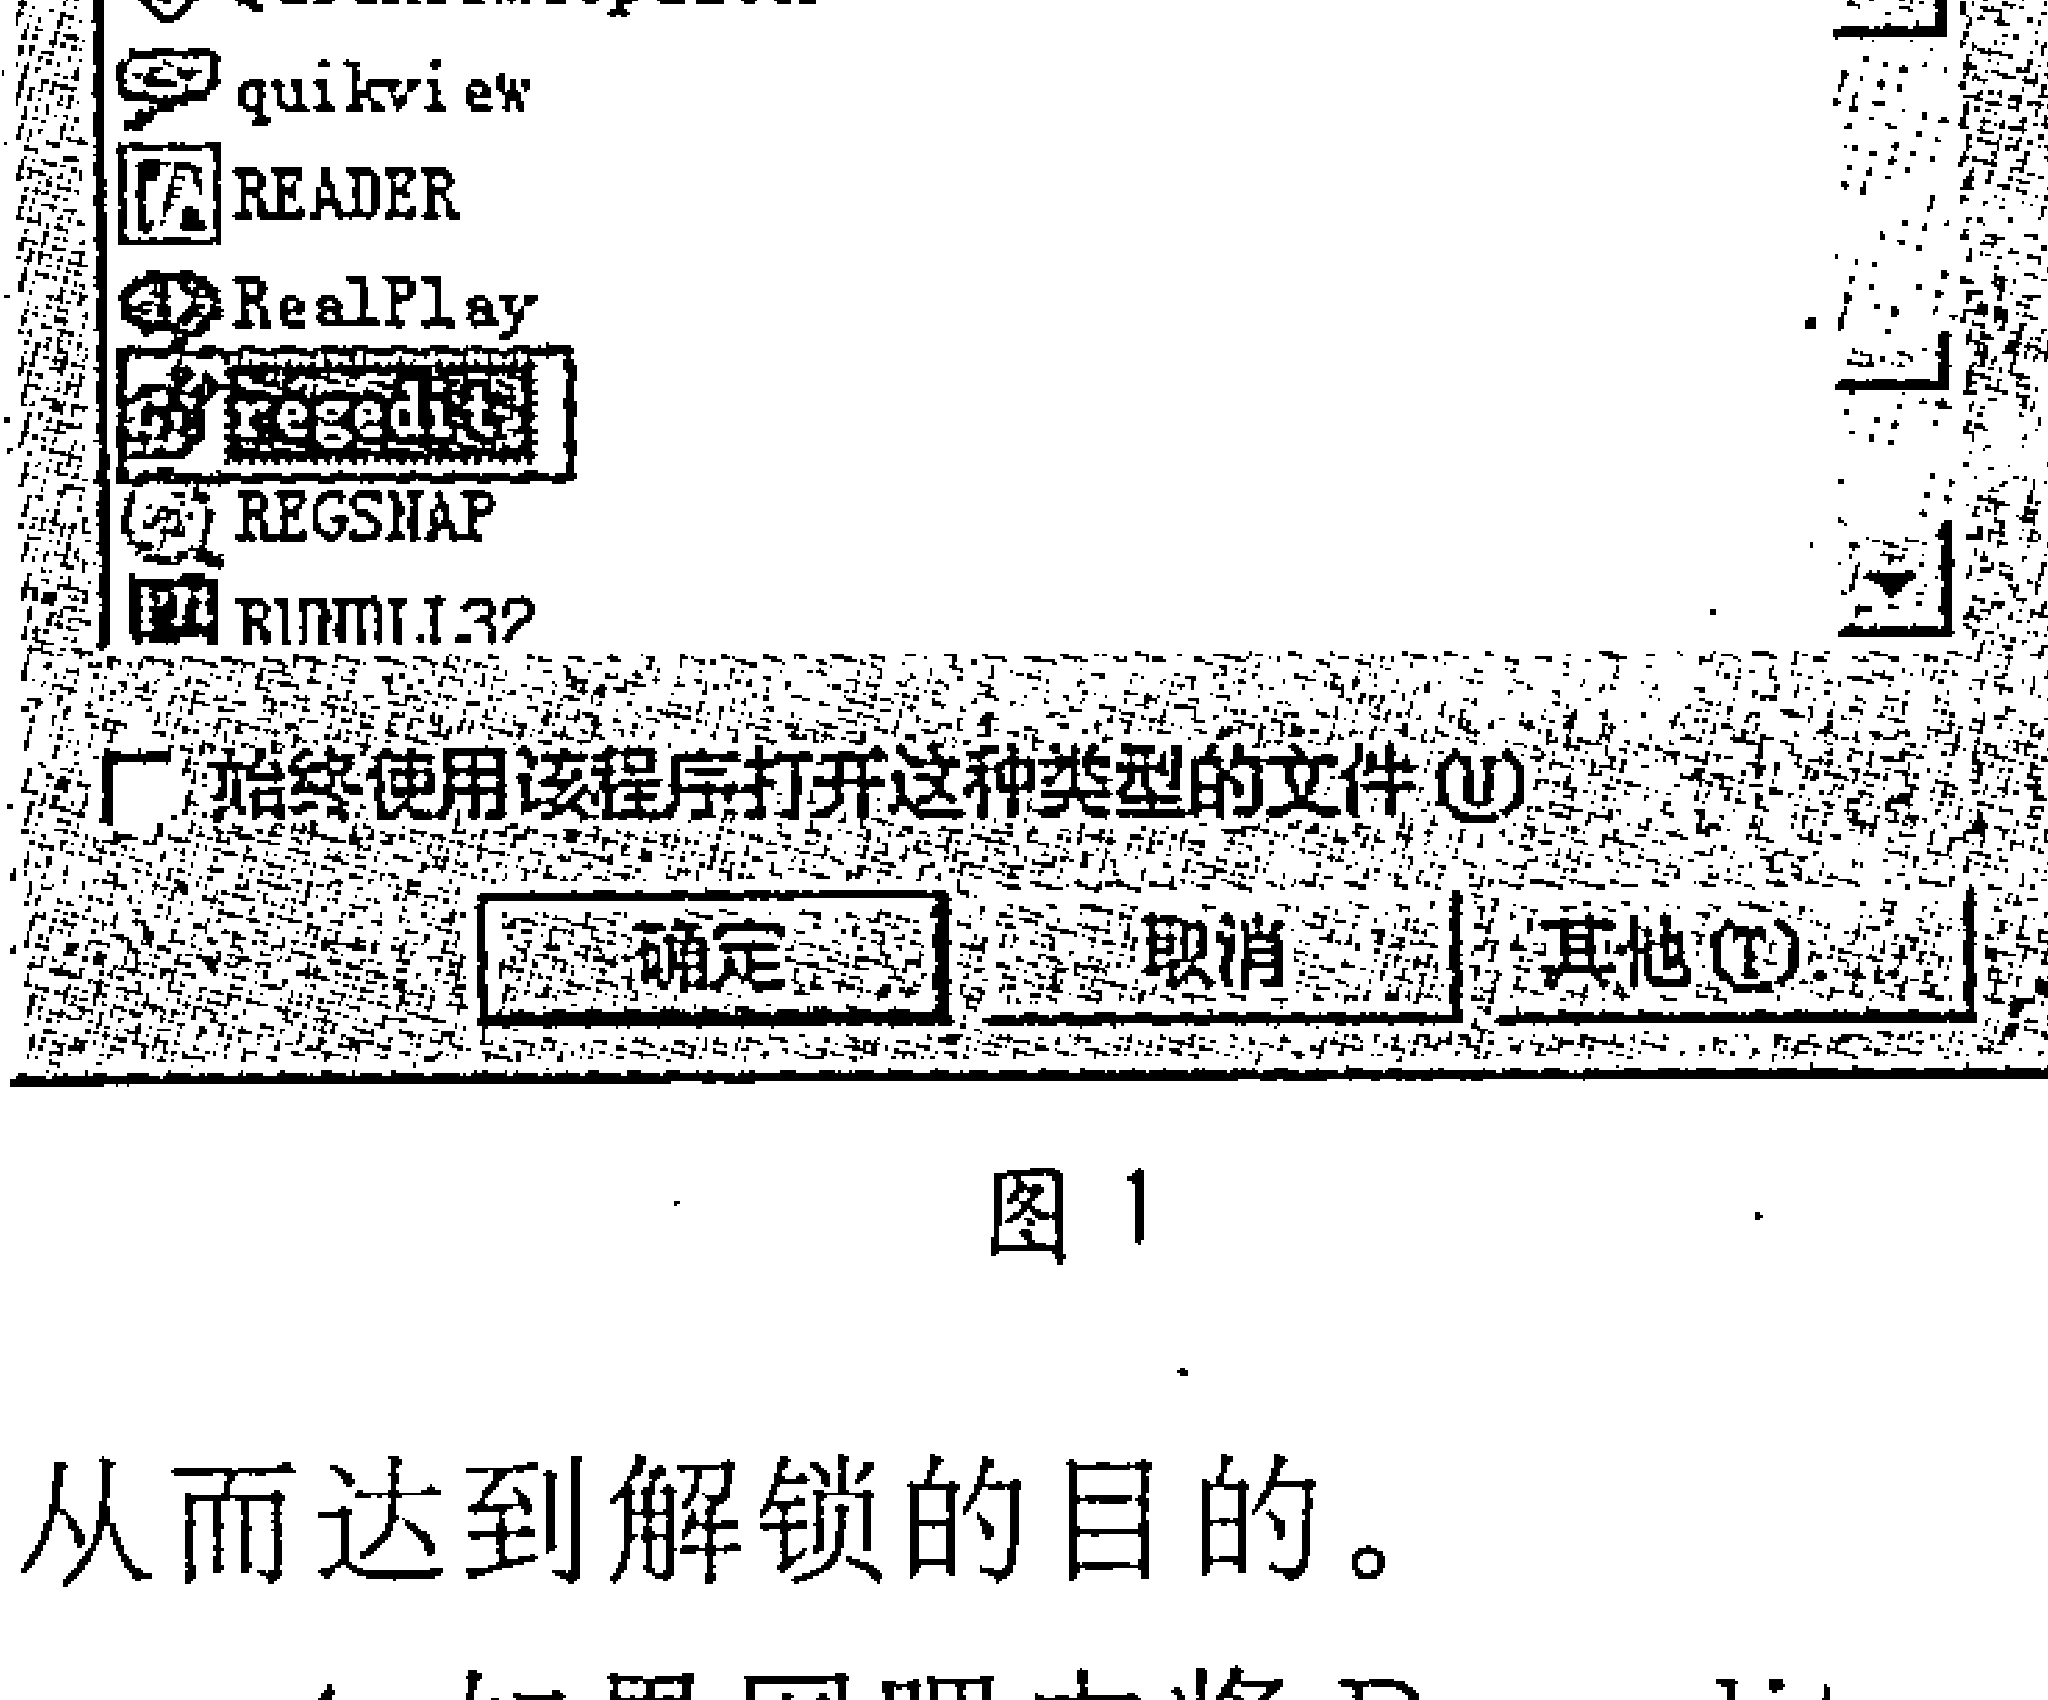 quikview
READER
RealPlay
regedit
REGSNAP
RUNDLL32
始终使用该程序打开这种类型的文件(U)
确定 取消 其他(T)...
图 1
从而达到解锁的目的。